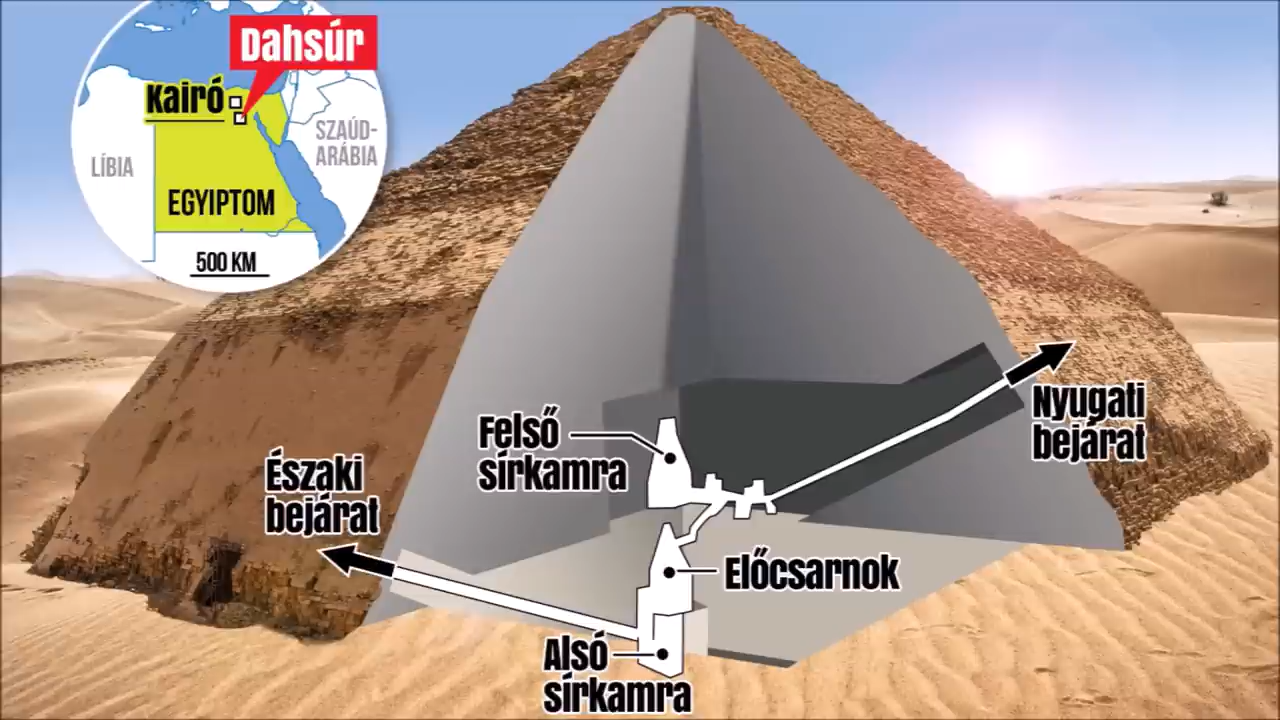 Dahsúr
Kairó
LÍBIA
SZAÚD-
ARÁBIA
EGYIPTOM
500 KM
Felső
sírkamra
Nyugati
bejárat
Északi
bejárat
Előcsarnok
Alsó
sírkamra